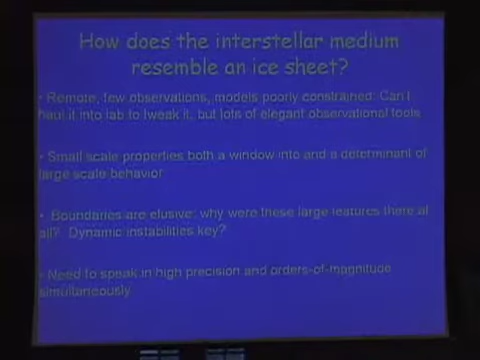 How does the interstellar medium
resemble an ice sheet?
• Remote, few observations, models poorly constrained. Can't
haul it into lab to tweak it, but lots of elegant observational tools
• Small scale properties both a window into and a determinant of
large scale behavior
• Boundaries are elusive: why were these large features there at
all? Dynamic instabilities key?
• Need to speak in high precision and orders-of-magnitude
simultaneously